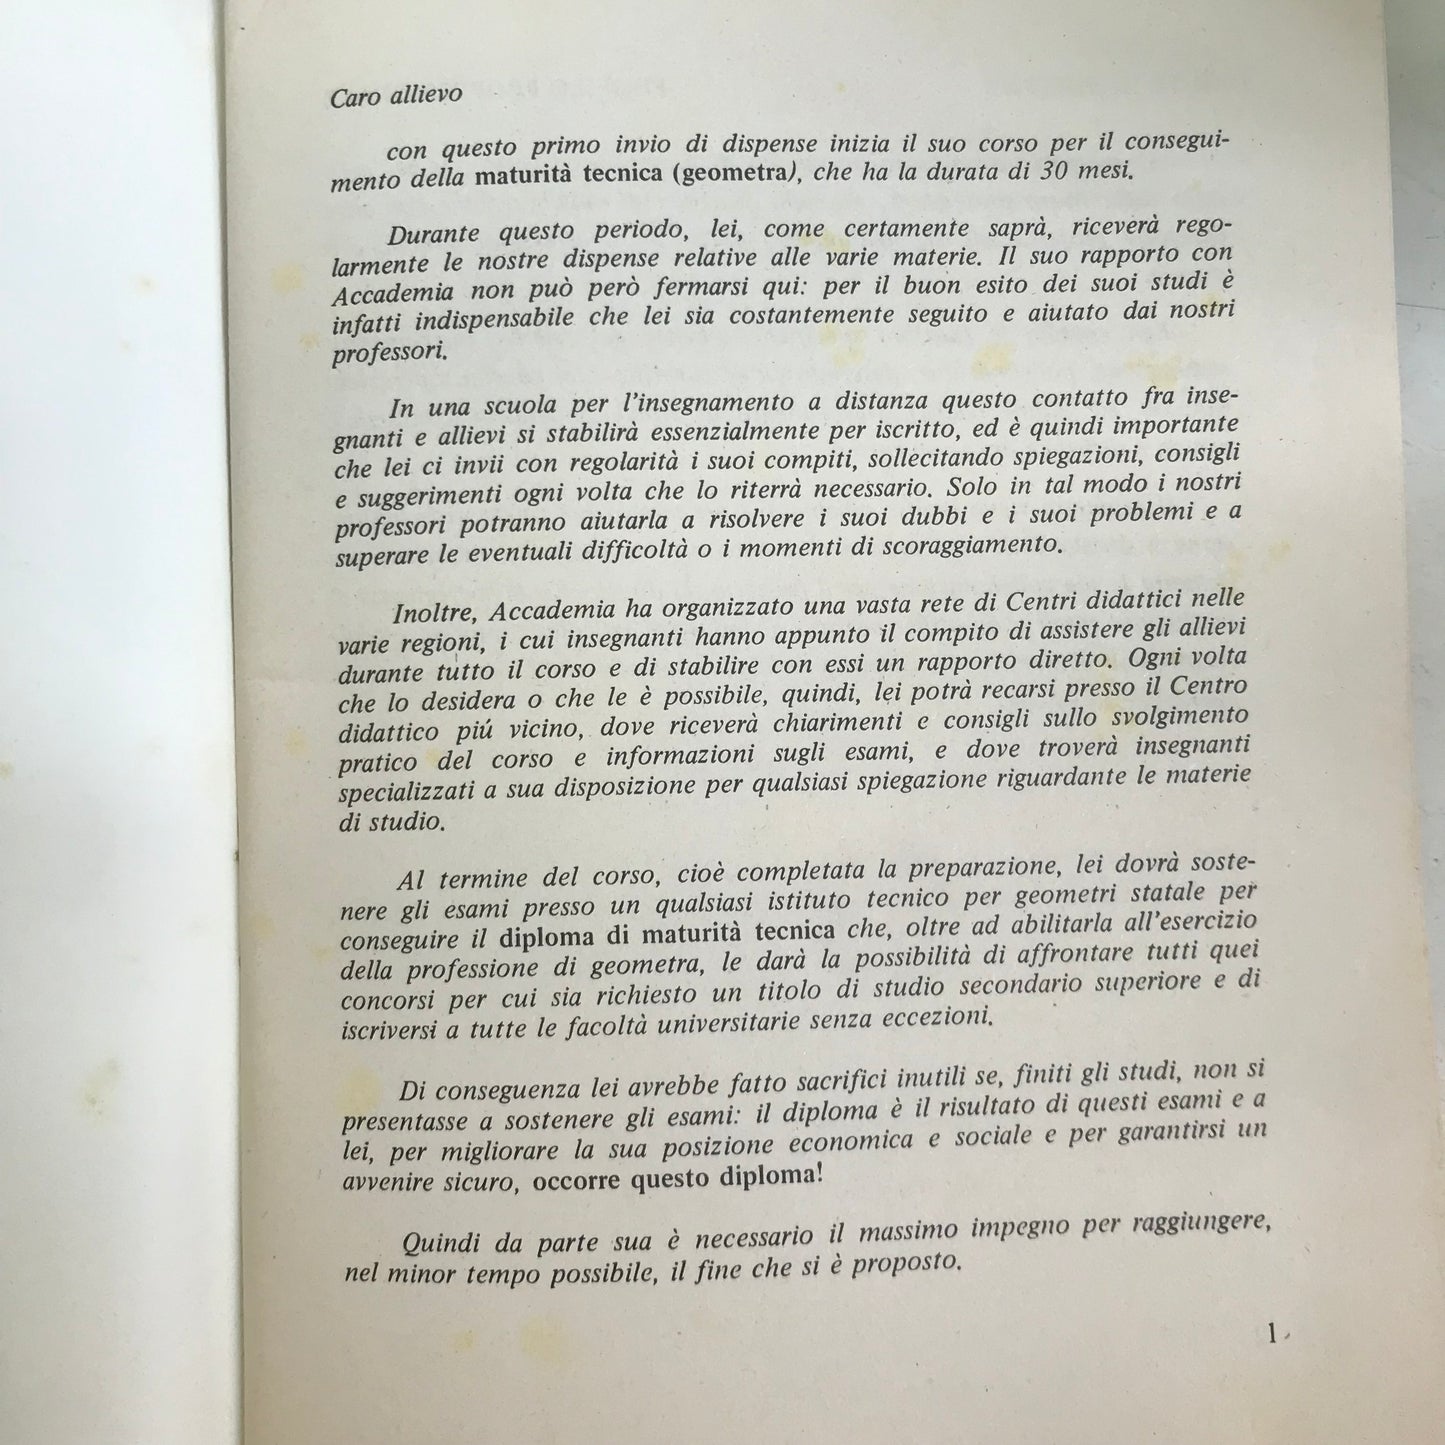 Caro allievo
con questo primo invio di dispense inizia il suo corso per il consegui-
mento della maturità tecnica (geometra), che ha la durata di 30 mesi.
Durante questo periodo, lei, come certamente saprà, riceverà rego-
larmente le nostre dispense relative alle varie materie. Il suo rapporto con
Accademia non può però fermarsi qui: per il buon esito dei suoi studi è
infatti indispensabile che lei sia costantemente seguito e aiutato dai nostri
professori.
In una scuola per l'insegnamento a distanza questo contatto fra inse-
gnanti e allievi si stabilirà essenzialmente per iscritto, ed è quindi importante
che lei ci invii con regolarità i suoi compiti, sollecitando spiegazioni, consigli
e suggerimenti ogni volta che lo riterrà necessario. Solo in tal modo i nostri
professori potranno aiutarla a risolvere i suoi dubbi e i suoi problemi e a
superare le eventuali difficoltà o i momenti di scoraggiamento.
Inoltre, Accademia ha organizzato una vasta rete di Centri didattici nelle
varie regioni, i cui insegnanti hanno appunto il compito di assistere gli allievi
durante tutto il corso e di stabilire con essi un rapporto diretto. Ogni volta
che lo desidera o che le è possibile, quindi, lei potrà recarsi presso il Centro
didattico piú vicino, dove riceverà chiarimenti e consigli sullo svolgimento
pratico del corso e informazioni sugli esami, e dove troverà insegnanti
specializzati a sua disposizione per qualsiasi spiegazione riguardante le materie
di studio.
Al termine del corso, cioè completata la preparazione, lei dovrà soste-
nere gli esami presso un qualsiasi istituto tecnico per geometri statale per
conseguire il diploma di maturità tecnica che, oltre ad abilitarla all'esercizio
della professione di geometra, le darà la possibilità di affrontare tutti quei
concorsi per cui sia richiesto un titolo di studio secondario superiore e di
iscriversi a tutte le facoltà universitarie senza eccezioni.
Di conseguenza lei avrebbe fatto sacrifici inutili se, finiti gli studi, non si
presentasse a sostenere gli esami: il diploma è il risultato di questi esami e a
lei, per migliorare la sua posizione economica e sociale e per garantirsi un
avvenire sicuro, occorre questo diploma!
Quindi da parte sua è necessario il massimo impegno per raggiungere,
nel minor tempo possibile, il fine che si è proposto.
1